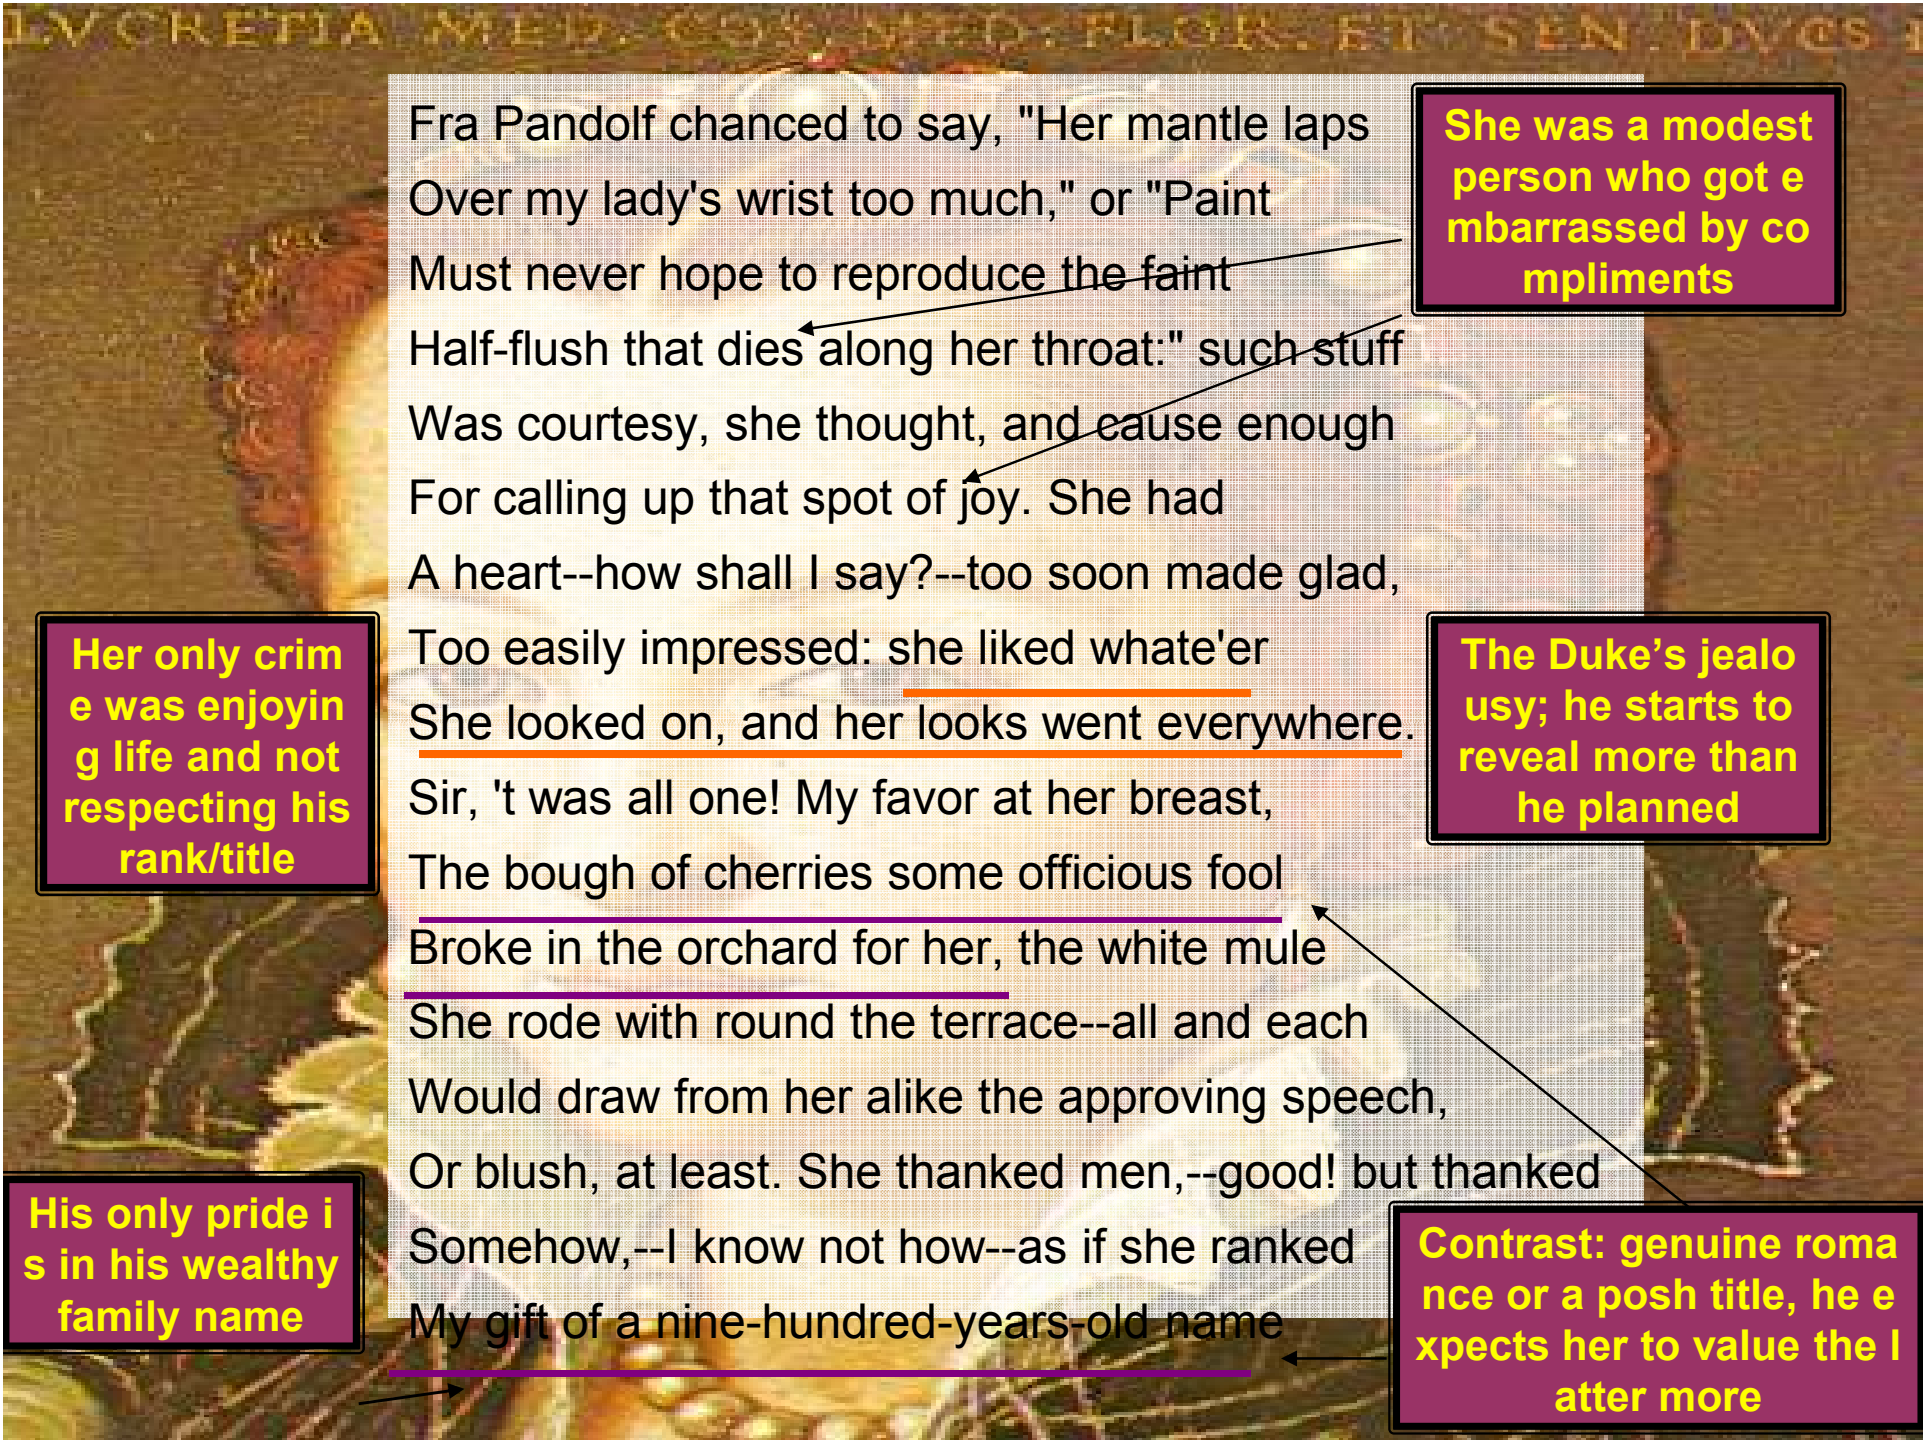 LVCRETIA MED. COS. MED. FLOR. ET SEN. DVCS
Fra Pandolf chanced to say, "Her mantle laps
Over my lady's wrist too much," or "Paint
Must never hope to reproduce the faint
Half-flush that dies along her throat:" such stuff
Was courtesy, she thought, and cause enough
For calling up that spot of joy. She had
A heart--how shall I say?--too soon made glad,
Too easily impressed: she liked whate'er
She looked on, and her looks went everywhere.
Sir, 't was all one! My favor at her breast,
The bough of cherries some officious fool
Broke in the orchard for her, the white mule
She rode with round the terrace--all and each
Would draw from her alike the approving speech,
Or blush, at least. She thanked men,--good! but thanked
Somehow,--I know not how--as if she ranked
My gift of a nine-hundred-years-old name
She was a modest
person who got e
mbarrassed by co
mpliments
Her only crim
e was enjoyin
g life and not
respecting his
rank/title
The Duke’s jealo
usy; he starts to
reveal more than
he planned
His only pride i
s in his wealthy
family name
Contrast: genuine roma
nce or a posh title, he e
xpects her to value the l
atter more